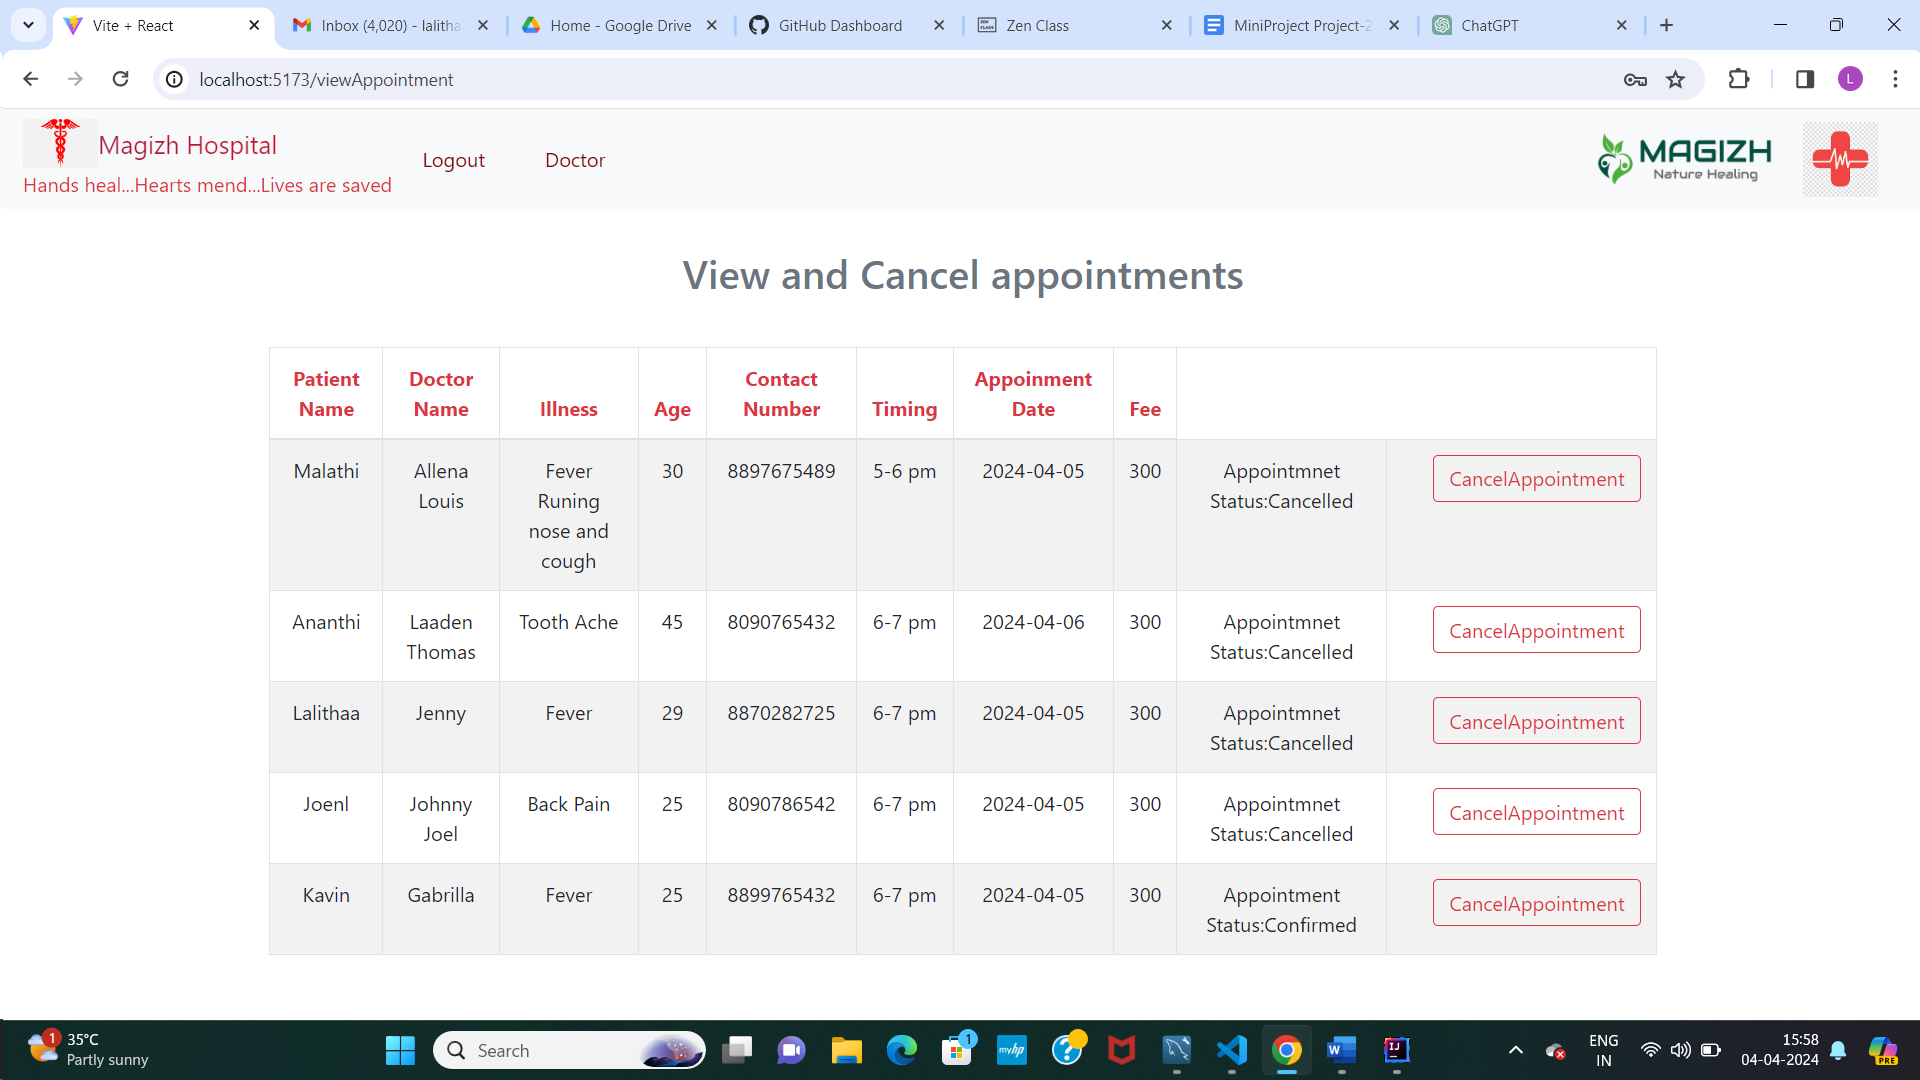 Vite + React
Inbox (4,020) - lalitha
Home - Google Drive
GitHub Dashboard
Zen Class
MiniProject Project-2
ChatGPT
localhost:5173/viewAppointment
L
Magizh Hospital
Hands heal...Hearts mend...Lives are saved
Logout
Doctor
MAGIZH
Nature Healing
View and Cancel appointments
Patient Name
Doctor Name
Illness
Age
Contact Number
Timing
Appoinment Date
Fee
Malathi
Allena Louis
Fever Runing nose and cough
30
8897675489
5-6 pm
2024-04-05
300
Appointmnet Status:Cancelled
CancelAppointment
Ananthi
Laaden Thomas
Tooth Ache
45
8090765432
6-7 pm
2024-04-06
300
Appointmnet Status:Cancelled
CancelAppointment
Lalithaa
Jenny
Fever
29
8870282725
6-7 pm
2024-04-05
300
Appointmnet Status:Cancelled
CancelAppointment
Joenl
Johnny Joel
Back Pain
25
8090786542
6-7 pm
2024-04-05
300
Appointmnet Status:Cancelled
CancelAppointment
Kavin
Gabrilla
Fever
25
8899765432
6-7 pm
2024-04-05
300
Appointment Status:Confirmed
CancelAppointment
1
35°C
Partly sunny
Search
1
myhp
ENG
IN
15:58
04-04-2024
PRE